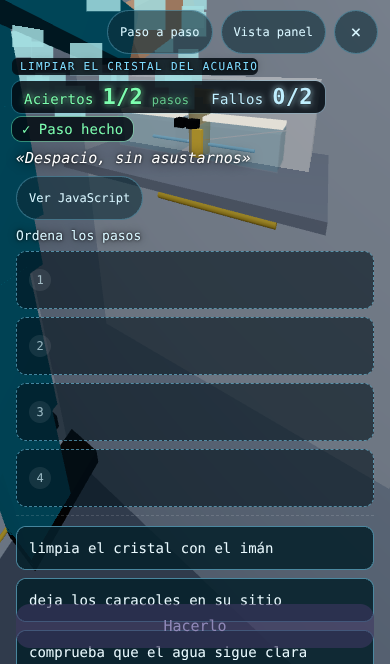 Paso a paso
Vista panel
×
LIMPIAR EL CRISTAL DEL ACUARIO
Aciertos 1/2 pasos Fallos 0/2
✓ Paso hecho
«Despacio, sin asustarnos»
Ver JavaScript
Ordena los pasos
1
2
3
4
limpia el cristal con el imán
deja los caracoles en su sitio
Hacerlo
comprueba que el agua sigue clara